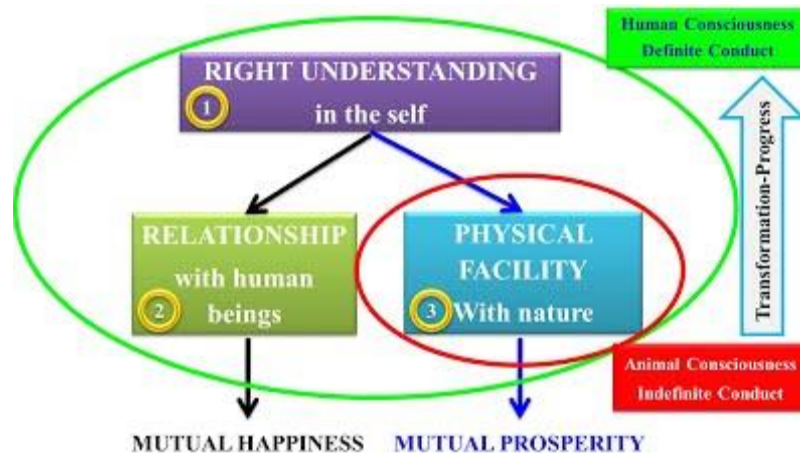 Human Consciousness
Definite Conduct
RIGHT UNDERSTANDING
1
in the self
Transformation-Progress
RELATIONSHIP
with human
beings
2
PHYSICAL
FACILITY
With nature
3
Animal Consciousness
Indefinite Conduct
MUTUAL HAPPINESS
MUTUAL PROSPERITY